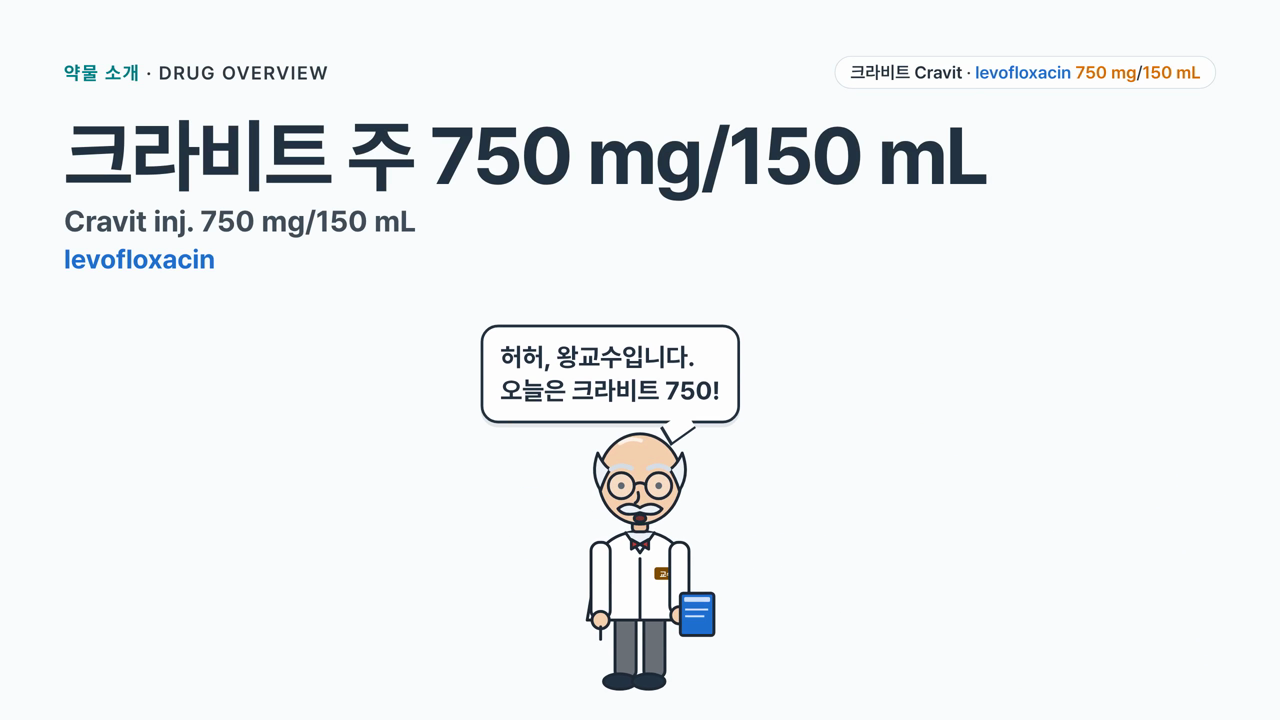 약물 소개 · DRUG OVERVIEW
크라비트 Cravit · levofloxacin 750 mg/150 mL
크라비트 주 750 mg/150 mL
Cravit inj. 750 mg/150 mL
levofloxacin
허허, 왕교수입니다.
오늘은 크라비트 750!